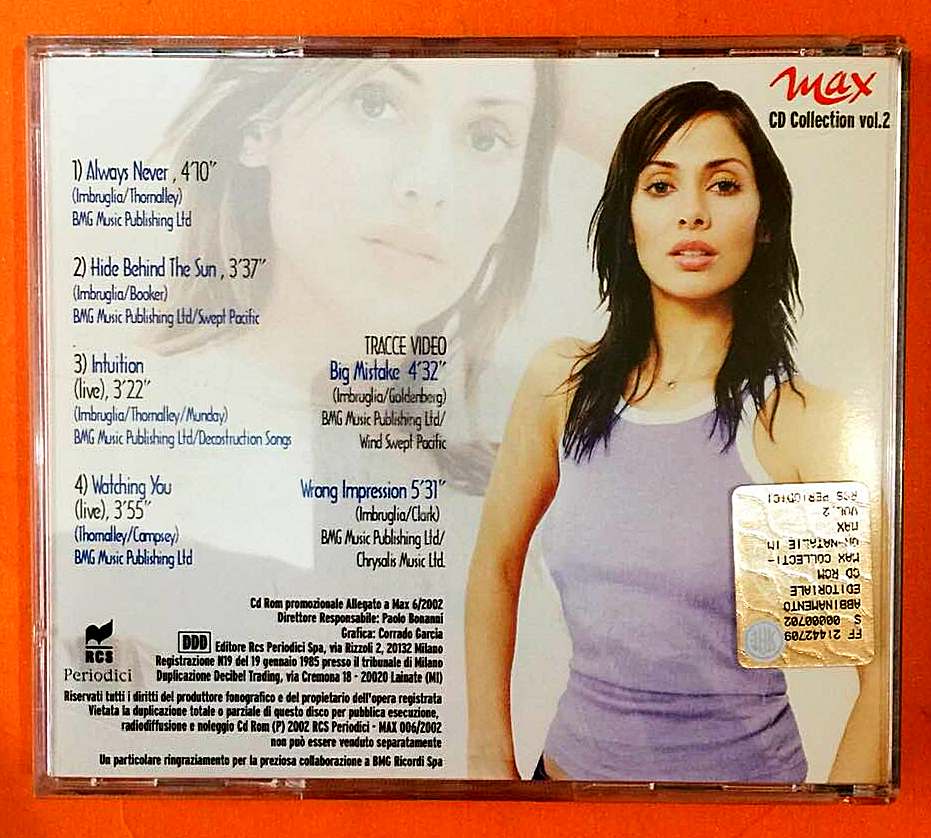 max
CD Collection vol.2
1) Always Never , 4'10"
(Imbruglia/Thornalley)
BMG Music Publishing Ltd
2) Hide Behind The Sun , 3'37"
(Imbruglia/Booker)
BMG Music Publishing Ltd/Swept Pacific
3) Intuition
(live), 3'22"
(Imbruglia/Thornalley/Munday)
BMG Music Publishing Ltd/Decostruction Songs
4) Watching You
(live), 3'55"
(Thornalley/Campsey)
BMG Music Publishing Ltd
TRACCE VIDEO
Big Mistake 4'32"
(Imbruglia/Goldenberg)
BMG Music Publishing Ltd/
Wind Swept Pacific
Wrong Impression 5'31"
(Imbruglia/Clark)
BMG Music Publishing Ltd/
Chrysalis Music Ltd.
RCS
Periodici
Cd Rom promozionale Allegato a Max 6/2002
Direttore Responsabile: Paolo Bonanni
Grafica: Corrado Garcia
DDD Editore Rcs Periodici Spa, via Rizzoli 2, 20132 Milano
Registrazione N19 del 19 gennaio 1985 presso il tribunale di Milano
Duplicazione Decibel Trading, via Cremona 18 - 20020 Lainate (MI)
Riservati tutti i diritti del produttore fonografico e del propietario dell'opera registrata
Vietata la duplicazione totale o parziale di questo disco per pubblica esecuzione,
radiodiffusione e noleggio Cd Rom (P) 2002 RCS Periodici - MAX 006/2002
non può essere venduto separatamente
Un particolare ringraziamento per la preziosa collaborazione a BMG Ricordi Spa
FF 21442709
S 00000702
ABBINAMENTO
EDITORIALE
CD ROM
MAX COLLECTI-
ON-NATALIE IM
MAX
VOL.2
RCS PERIODICI